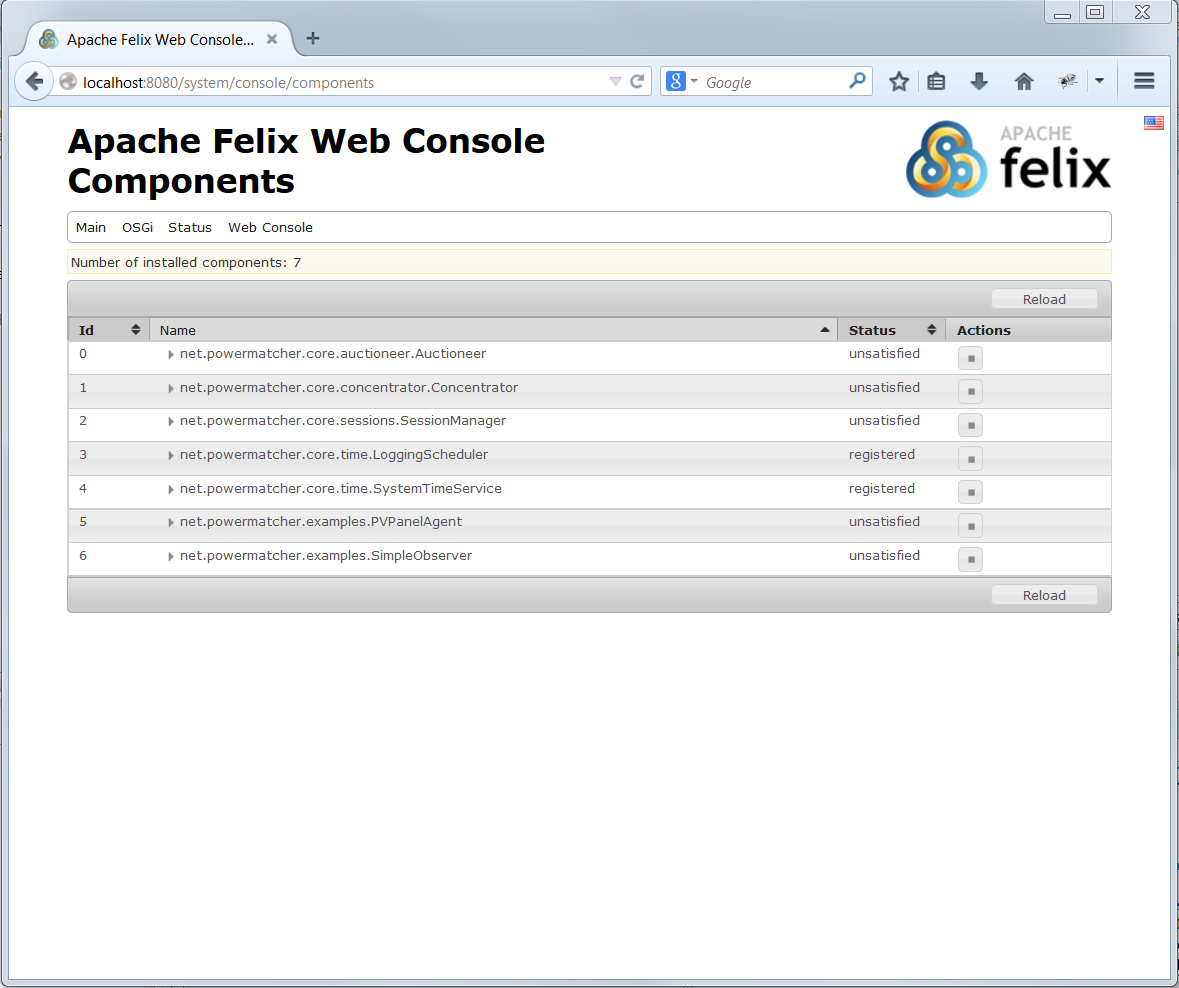 Apache Felix Web Console...
localhost:8080/system/console/components
Google
Apache Felix Web Console
Components
APACHE
felix
Main OSGi Status Web Console
Number of installed components: 7
Reload
Id Name Status Actions
0 net.powermatcher.core.auctioneer.Auctioneer unsatisfied
1 net.powermatcher.core.concentrator.Concentrator unsatisfied
2 net.powermatcher.core.sessions.SessionManager unsatisfied
3 net.powermatcher.core.time.LoggingScheduler registered
4 net.powermatcher.core.time.SystemTimeService registered
5 net.powermatcher.examples.PVPanelAgent unsatisfied
6 net.powermatcher.examples.SimpleObserver unsatisfied
Reload